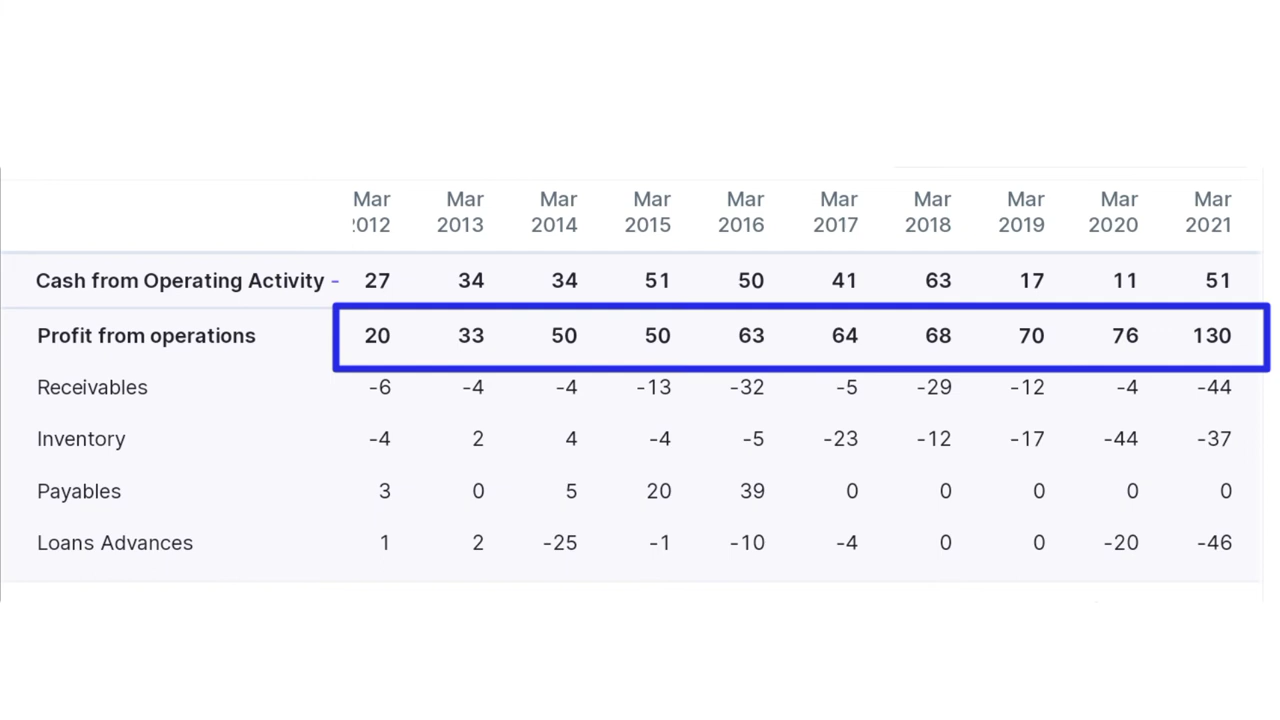 Mar Mar Mar Mar Mar Mar Mar Mar Mar Mar
2012 2013 2014 2015 2016 2017 2018 2019 2020 2021
Cash from Operating Activity - 27 34 34 51 50 41 63 17 11 51
Profit from operations 20 33 50 50 63 64 68 70 76 130
Receivables -6 -4 -4 -13 -32 -5 -29 -12 -4 -44
Inventory -4 2 4 -4 -5 -23 -12 -17 -44 -37
Payables 3 0 5 20 39 0 0 0 0 0
Loans Advances 1 2 -25 -1 -10 -4 0 0 -20 -46